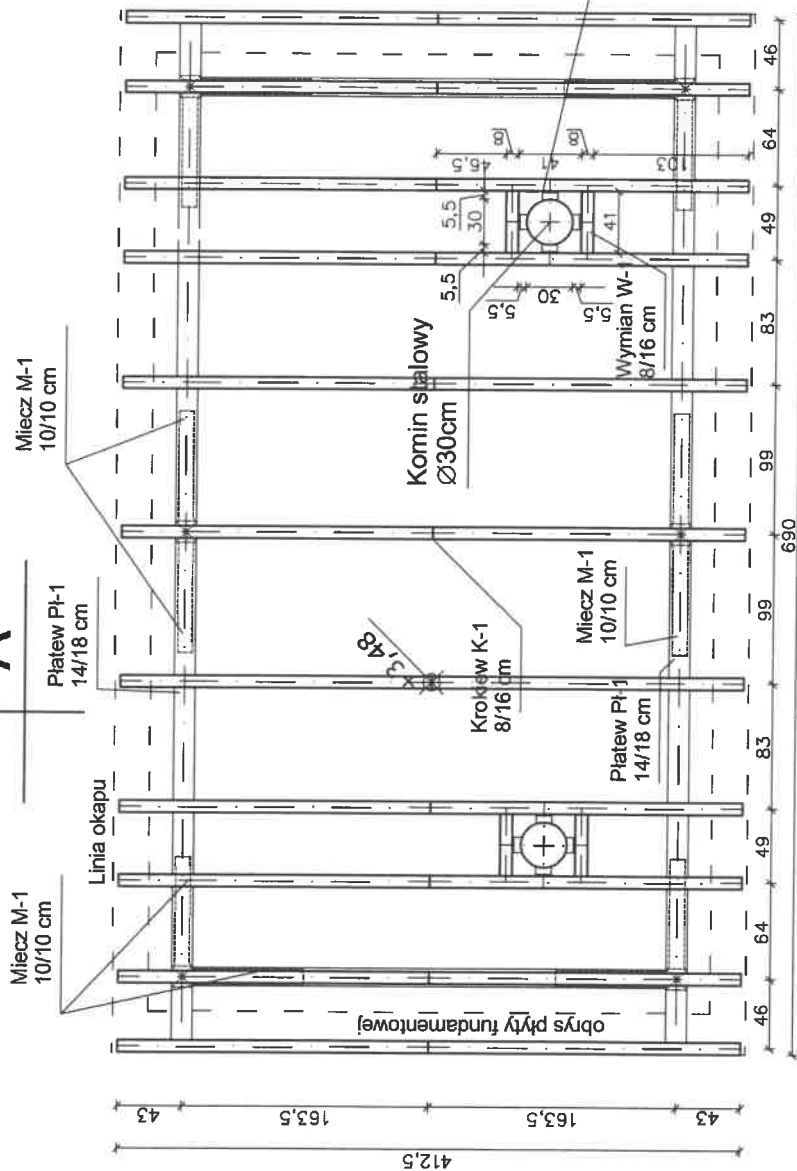 A
Miecz M-1
10/10 cm
Płatew Pł-1
14/18 cm
Miecz M-1
10/10 cm
Linia okapu
46,5
8
41
8
103
5,5
30
5,5
41
5,5
30
5,5
Komin stalowy
Ø30cm
Wymian W-1
8/16 cm
3,48
Krokiew K-1
8/16 cm
Miecz M-1
10/10 cm
Płatew Pł-1
14/18 cm
obrys płyty fundamentowej
46
64
49
83
99
99
83
49
64
46
690
43
163,5
163,5
43
412,5